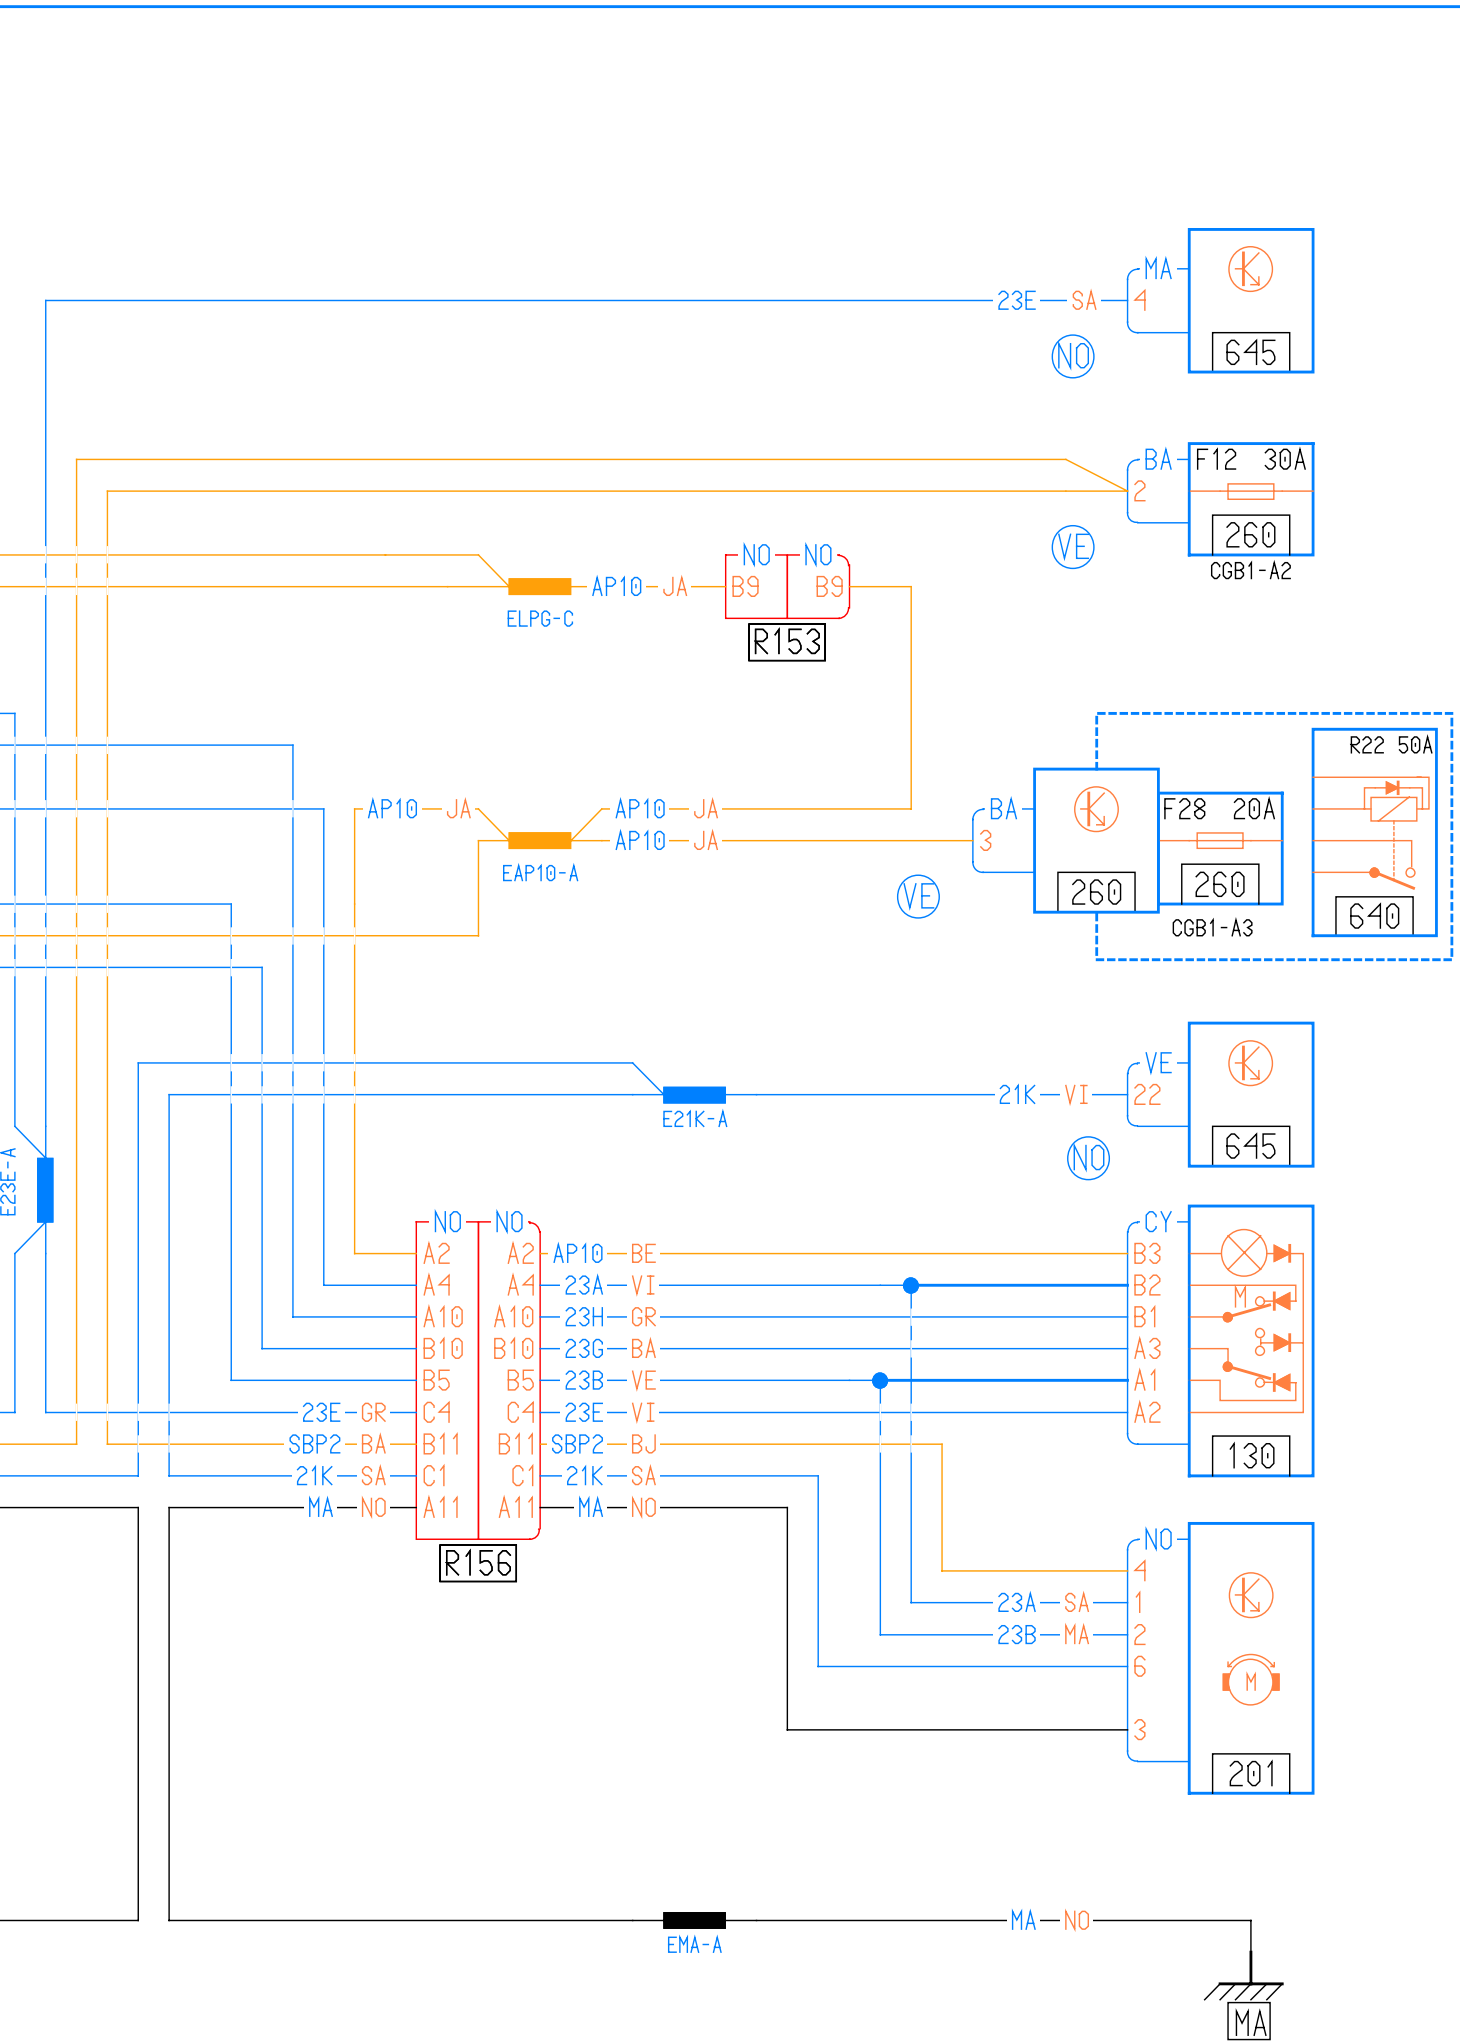 MA
23E SA 4
NO
645
BA F12 30A
2
VE
260
CGB1-A2
NO NO
AP10 JA B9 B9
ELPG-C
R153
R22 50A
AP10 JA AP10 JA BA F28 20A
AP10 JA 3
EAP10-A
VE
260 260 640
CGB1-A3
VE
21K VI 22
E21K-A
NO
645
E23E-A
NO NO CY
A2 A2 AP10 BE B3
A4 A4 23A VI B2
M
A10 A10 23H GR B1
B10 B10 23G BA A3
B5 B5 23B VE A1
23E GR C4 C4 23E VI A2
SBP2 BA B11 B11 SBP2 BJ
130
21K SA C1 C1 21K SA
MA NO A11 A11 MA NO
R156
NO
4
23A SA 1
23B MA 2
6
M
3
201
MA NO
EMA-A
MA